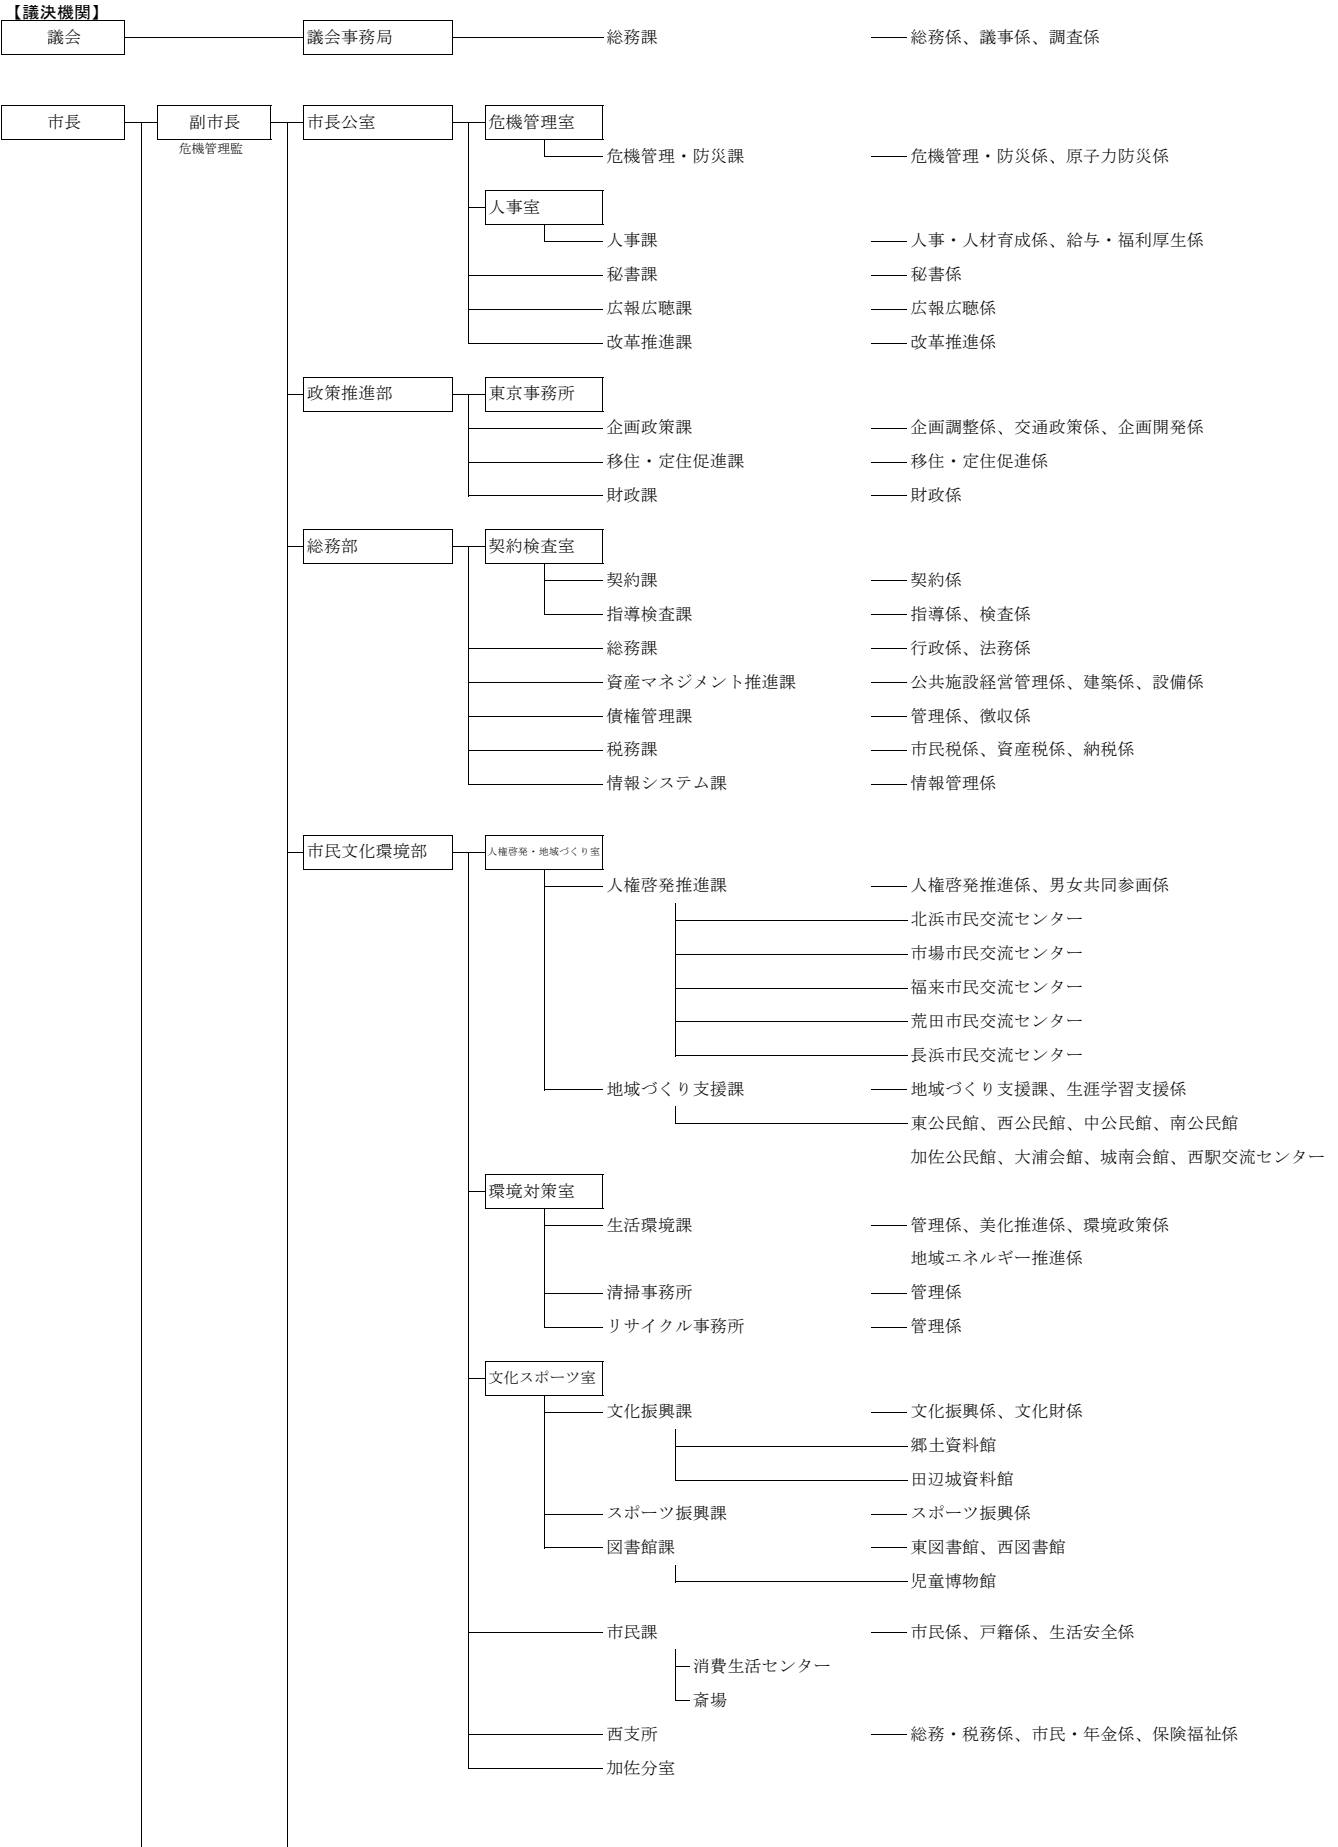 【議決機関】
議会 議会事務局 総務課 総務係、議事係、調査係
市長 副市長 市長公室 危機管理室
危機管理監
危機管理・防災課 危機管理・防災係、原子力防災係
人事室
人事課 人事・人材育成係、給与・福利厚生係
秘書課 秘書係
広報広聴課 広報広聴係
改革推進課 改革推進係
政策推進部 東京事務所
企画政策課 企画調整係、交通政策係、企画開発係
移住・定住促進課 移住・定住促進係
財政課 財政係
総務部 契約検査室
契約課 契約係
指導検査課 指導係、検査係
総務課 行政係、法務係
資産マネジメント推進課 公共施設経営管理係、建築係、設備係
債権管理課 管理係、徴収係
税務課 市民税係、資産税係、納税係
情報システム課 情報管理係
市民文化環境部 人権啓発・地域づくり室
人権啓発推進課 人権啓発推進係、男女共同参画係
北浜市民交流センター
市場市民交流センター
福来市民交流センター
荒田市民交流センター
長浜市民交流センター
地域づくり支援課 地域づくり支援課、生涯学習支援係
東公民館、西公民館、中公民館、南公民館
加佐公民館、大浦会館、城南会館、西駅交流センター
環境対策室
生活環境課 管理係、美化推進係、環境政策係
地域エネルギー推進係
清掃事務所 管理係
リサイクル事務所 管理係
文化スポーツ室
文化振興課 文化振興係、文化財係
郷土資料館
田辺城資料館
スポーツ振興課 スポーツ振興係
図書館課 東図書館、西図書館
児童博物館
市民課 市民係、戸籍係、生活安全係
消費生活センター
斎場
西支所 総務・税務係、市民・年金係、保険福祉係
加佐分室